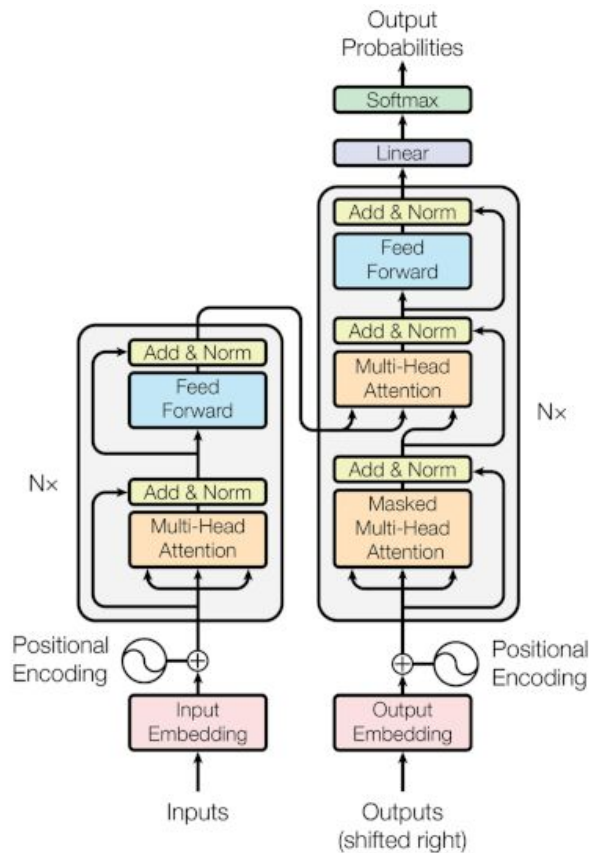 Output
Probabilities
Softmax
Linear
Add & Norm
Feed
Forward
Add & Norm
Multi-Head
Attention
Add & Norm
Masked
Multi-Head
Attention
Nx
Add & Norm
Feed
Forward
Add & Norm
Multi-Head
Attention
Nx
Positional
Encoding
Positional
Encoding
Input
Embedding
Output
Embedding
Inputs
Outputs
(shifted right)